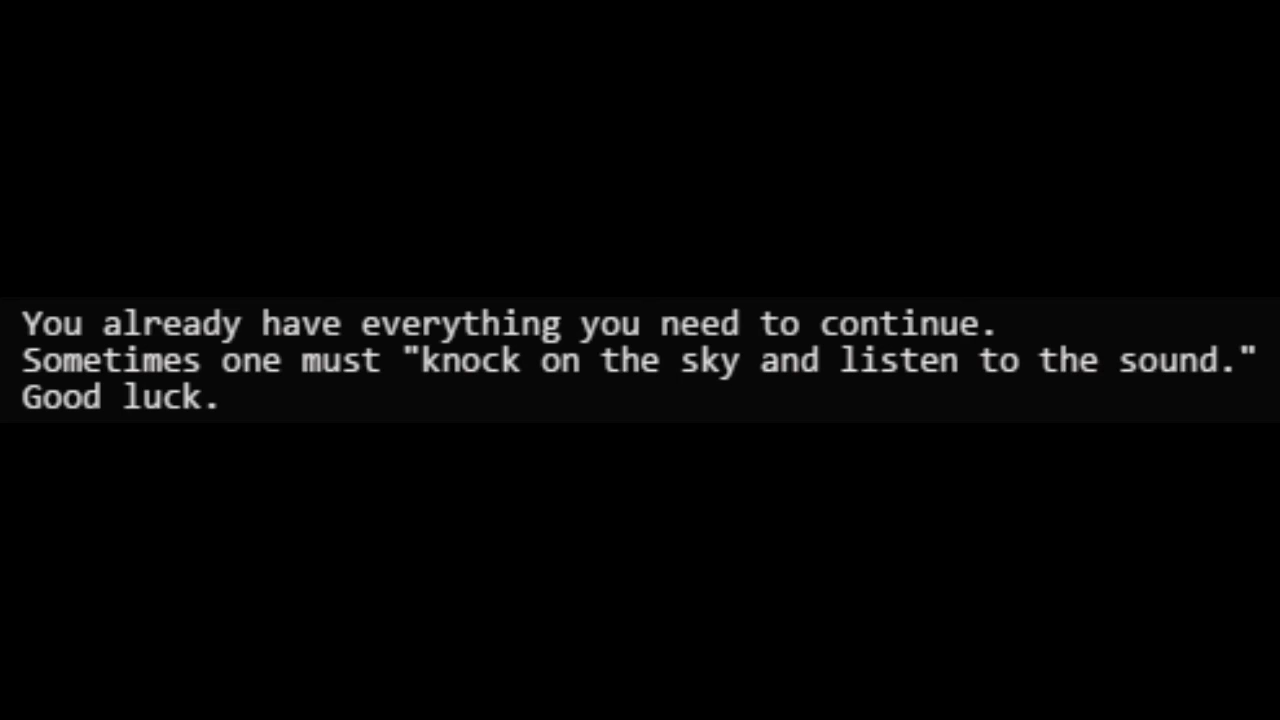 You already have everything you need to continue.
Sometimes one must "knock on the sky and listen to the sound."
Good luck.